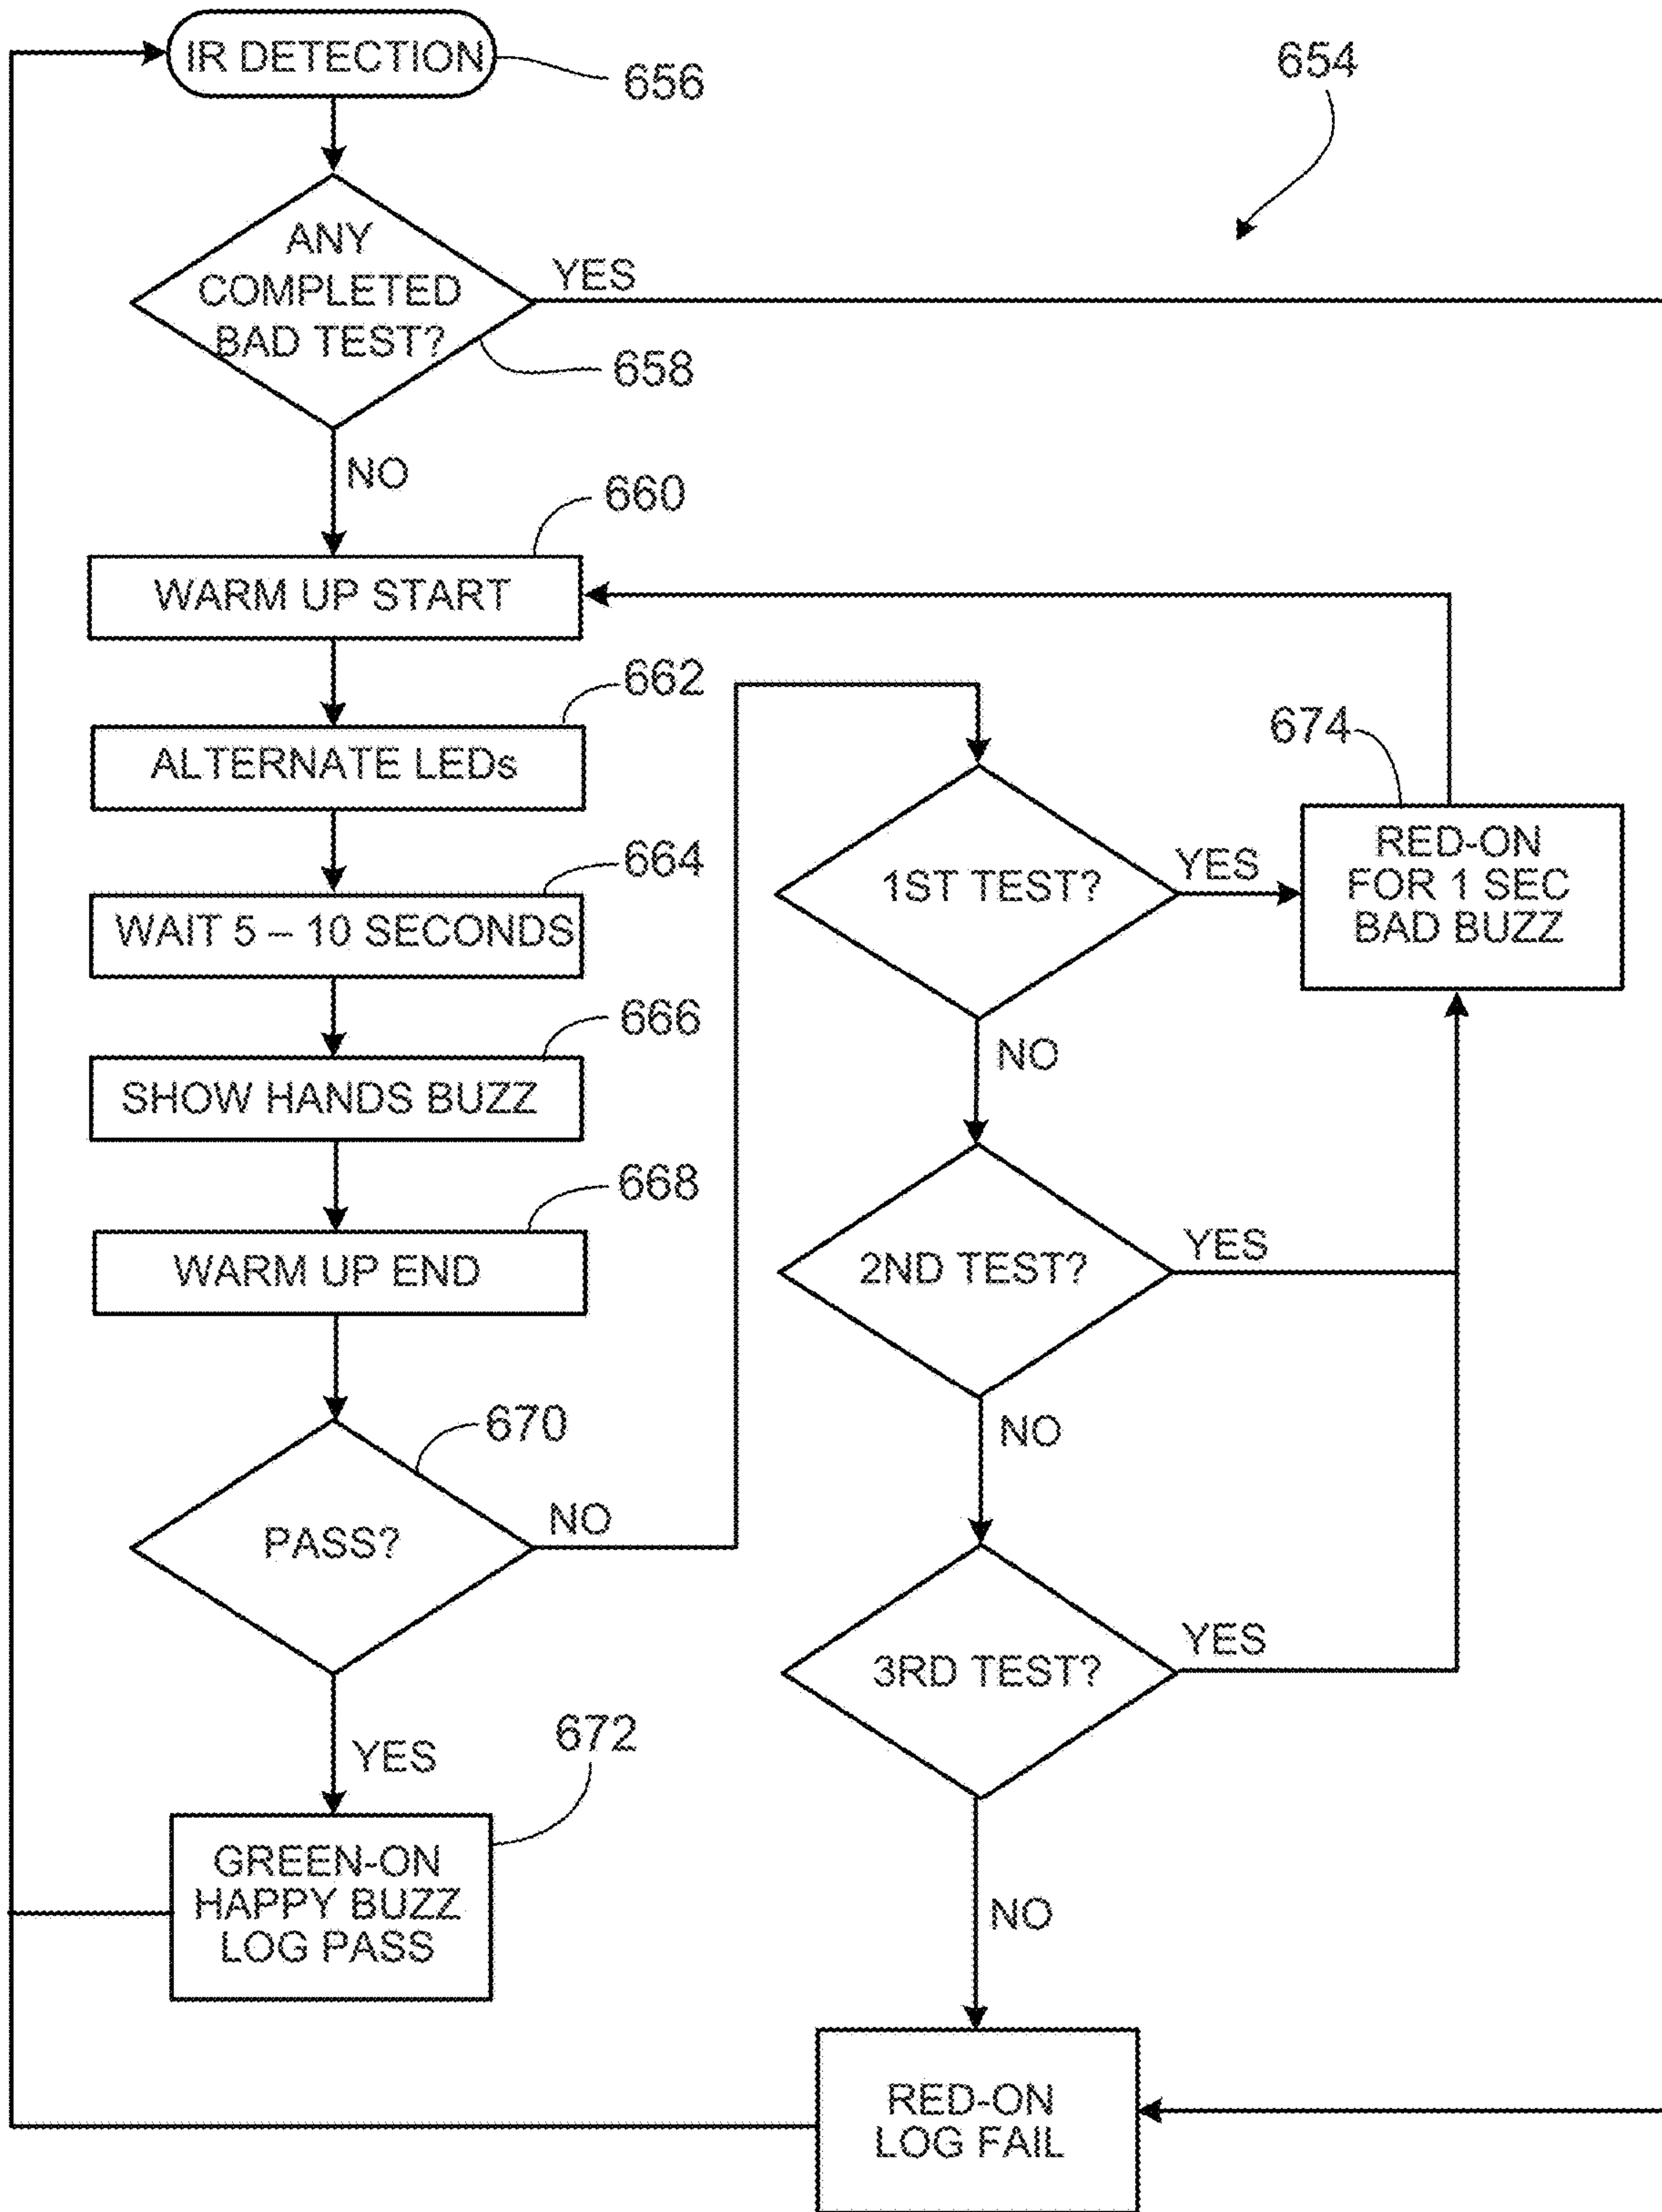 IR DETECTION
656
654
ANY
COMPLETED
BAD TEST?
YES
658
NO
660
WARM UP START
662
ALTERNATE LEDs
664
WAIT 5 – 10 SECONDS
666
SHOW HANDS BUZZ
668
WARM UP END
670
PASS?
NO
YES
672
GREEN-ON
HAPPY BUZZ
LOG PASS
1ST TEST?
YES
674
RED-ON
FOR 1 SEC
BAD BUZZ
NO
2ND TEST?
YES
NO
3RD TEST?
YES
NO
RED-ON
LOG FAIL